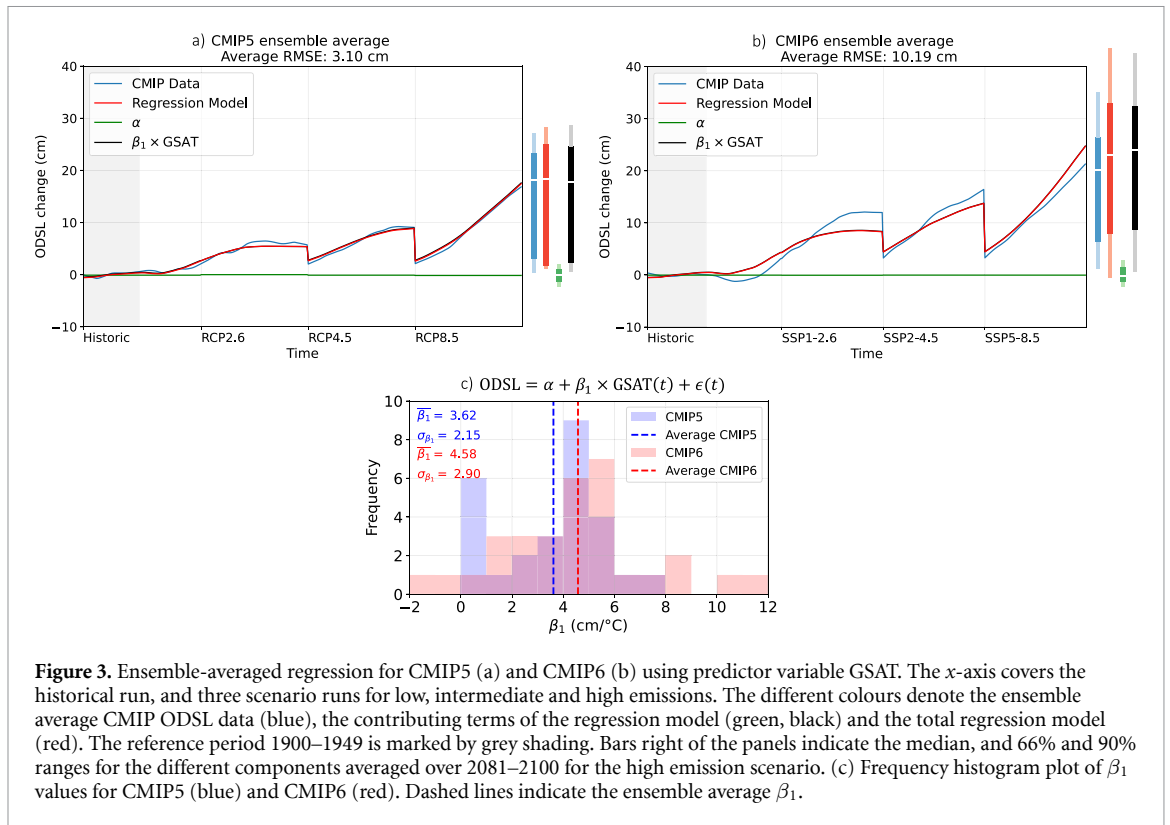 a) CMIP5 ensemble average
Average RMSE: 3.10 cm
40
30
20
10
0
−10
ODSL change (cm)
CMIP Data
Regression Model
α
β₁ × GSAT
Historic
RCP2.6
RCP4.5
RCP8.5
Time
b) CMIP6 ensemble average
Average RMSE: 10.19 cm
40
30
20
10
0
−10
ODSL change (cm)
CMIP Data
Regression Model
α
β₁ × GSAT
Historic
SSP1-2.6
SSP2-4.5
SSP5-8.5
Time
c) ODSL = α + β₁ × GSAT(t) + ϵ(t)
10
8
6
4
2
0
Frequency
β̅₁ = 3.62
σβ₁ = 2.15
β̅₁ = 4.58
σβ₁ = 2.90
CMIP5
Average CMIP5
CMIP6
Average CMIP6
−2 0 2 4 6 8 10 12
β₁ (cm/°C)
Figure 3. Ensemble-averaged regression for CMIP5 (a) and CMIP6 (b) using predictor variable GSAT. The x-axis covers the
historical run, and three scenario runs for low, intermediate and high emissions. The different colours denote the ensemble
average CMIP ODSL data (blue), the contributing terms of the regression model (green, black) and the total regression model
(red). The reference period 1900–1949 is marked by grey shading. Bars right of the panels indicate the median, and 66% and 90%
ranges for the different components averaged over 2081–2100 for the high emission scenario. (c) Frequency histogram plot of β₁
values for CMIP5 (blue) and CMIP6 (red). Dashed lines indicate the ensemble average β₁.